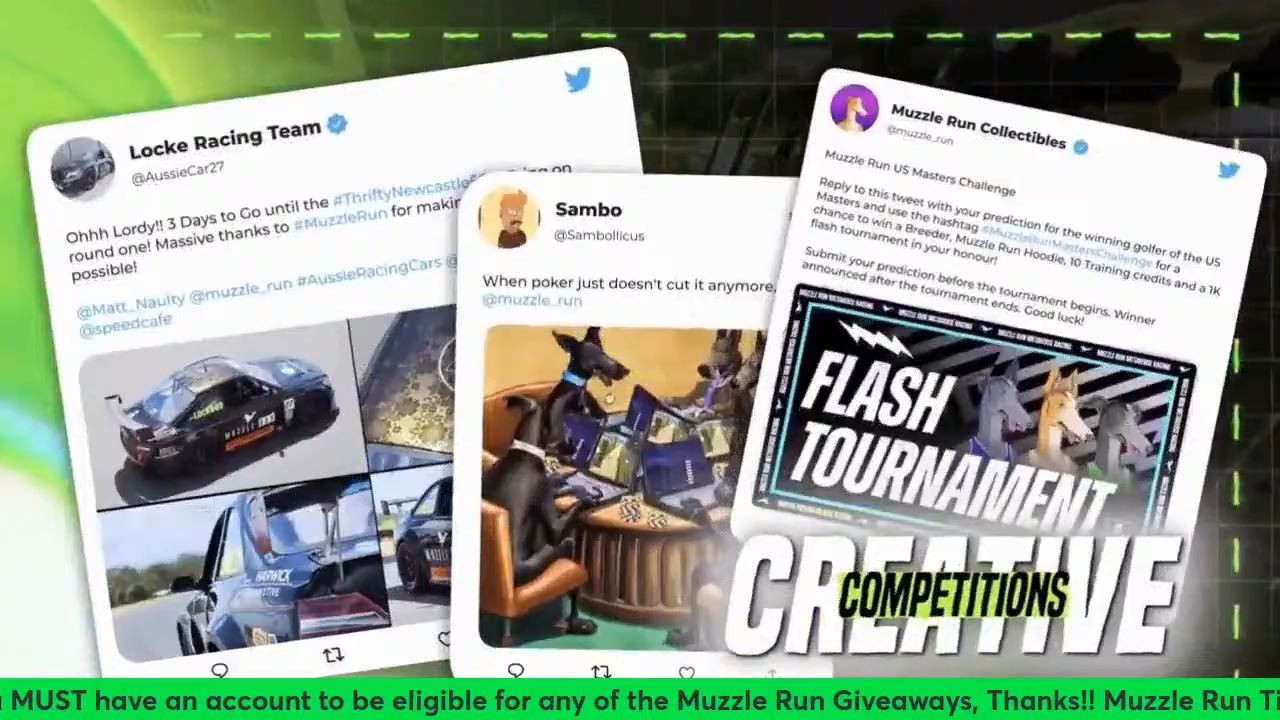 Locke Racing Team
@AussieCar27
Ohhh Lordy!! 3 Days to Go until the #ThriftyNewcastle
round one! Massive thanks to #MuzzleRun for making
possible!
@Matt_Nauity @muzzle_run #AussieRacingCars @
@speedcafe
Sambo
@Sambollicus
When poker just doesn't cut it anymore,
@muzzle_run
Muzzle Run Collectibles
@muzzle_run
Muzzle Run US Masters Challenge
Reply to this tweet with your prediction for the winning golfer of the US
Masters and use the hashtag #MuzzleRunMastersChallenge for a
chance to win a Breeder, Muzzle Run Hoodie, 10 Training credits and a 1K
flash tournament in your honour!
Submit your prediction before the tournament begins. Winner
announced after the tournament ends. Good luck!
FLASH
TOURNAMENT
CREATIVE
COMPETITIONS
MUST have an account to be eligible for any of the Muzzle Run Giveaways, Thanks!! Muzzle Run Ti